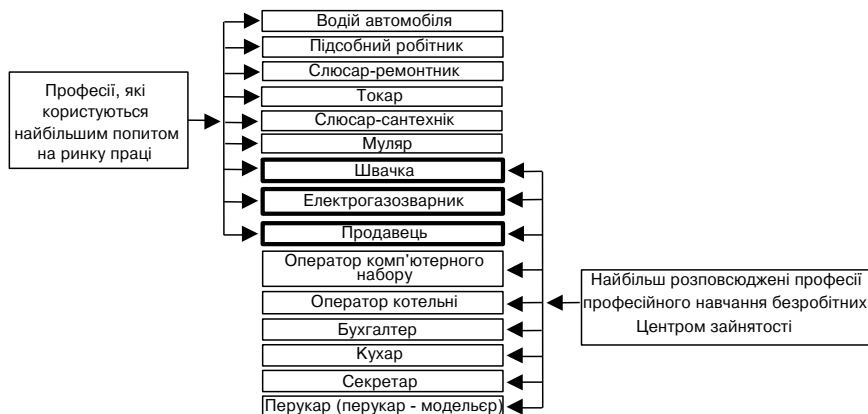 Водій автомобіля
Підсобний робітник
Слюсар-ремонтник
Токар
Слюсар-сантехнік
Муляр
Швачка
Електрогазозварник
Продавець
Оператор комп'ютерного
набору
Оператор котельні
Бухгалтер
Кухар
Секретар
Перукар (перукар - модельєр)
Професії, які
користуються
найбільшим попитом
на ринку праці
Найбільш розповсюджені професії
професійного навчання безробітних
Центром зайнятості